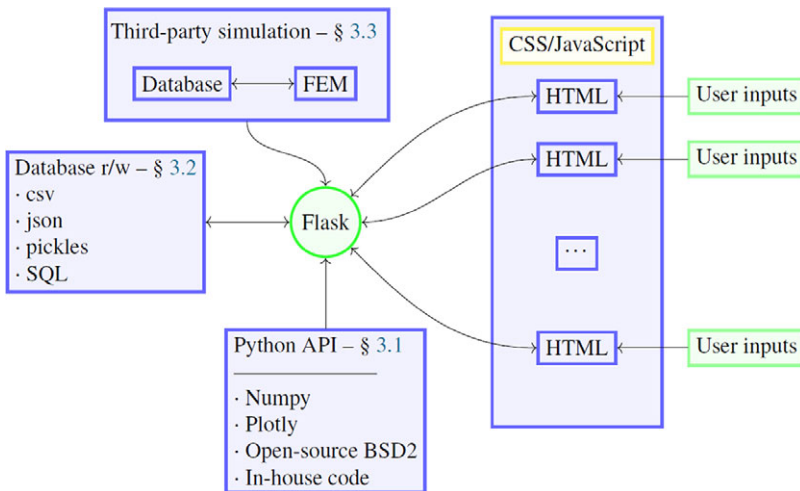 Third-party simulation – § 3.3
Database
FEM
Database r/w – § 3.2
· csv
· json
· pickles
· SQL
Flask
Python API – § 3.1
· Numpy
· Plotly
· Open-source BSD2
· In-house code
CSS/JavaScript
HTML
User inputs
HTML
User inputs
...
HTML
User inputs